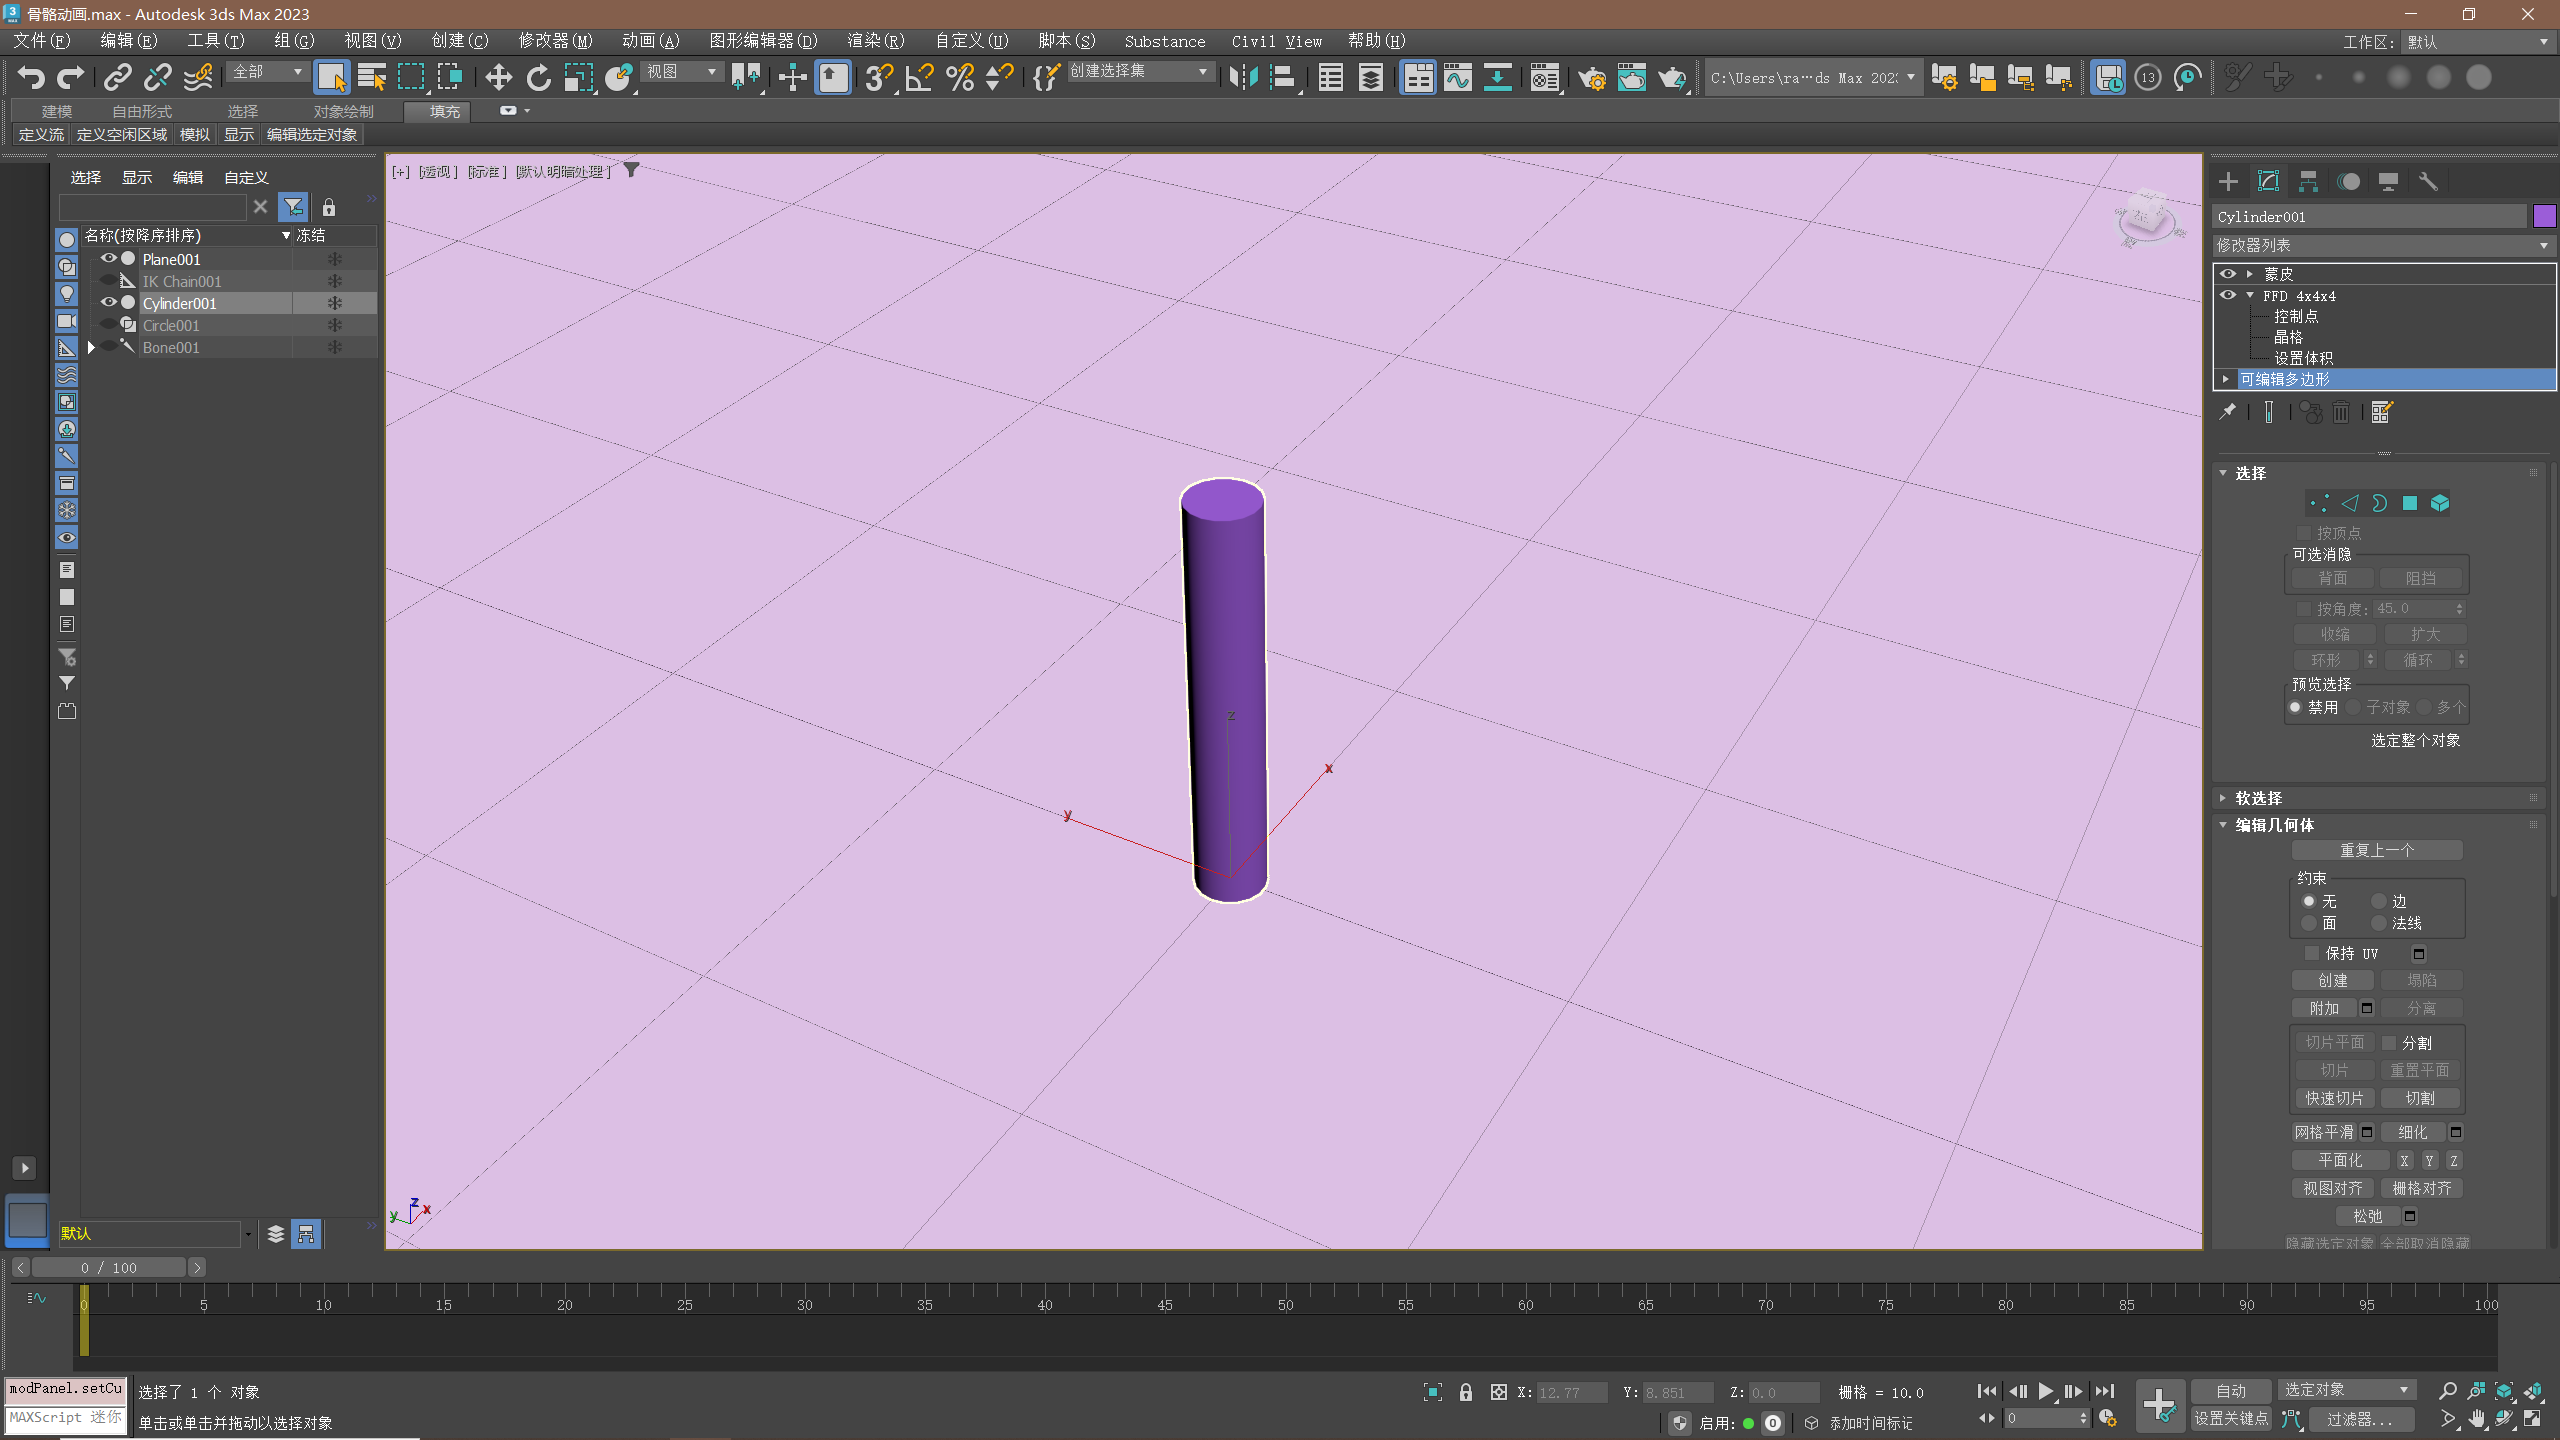 骨骼动画.max - Autodesk 3ds Max 2023
文件(F) 编辑(E) 工具(T) 组(G) 视图(V) 创建(C) 修改器(M) 动画(A) 图形编辑器(D) 渲染(R) 自定义(U) 脚本(S) Substance Civil View 帮助(H)
工作区: 默认
全部
视图
创建选择集
C:\Users\ra···ds Max 202
13
建模 自由形式 选择 对象绘制 填充
定义流 定义空闲区域 模拟 显示 编辑选定对象
选择 显示 编辑 自定义
名称(按降序排序) 冻结
Plane001
IK Chain001
Cylinder001
Circle001
Bone001
默认
[+] [透视] [标准] [默认明暗处理]
z
x
y
z
y
x
Cylinder001
修改器列表
蒙皮
FFD 4x4x4
控制点
晶格
设置体积
可编辑多边形
选择
按顶点
可选消隐
背面 阻挡
按角度: 45.0
收缩 扩大
环形 循环
预览选择
禁用 子对象 多个
选定整个对象
软选择
编辑几何体
重复上一个
约束
无 边
面 法线
保持 UV
创建 塌陷
附加 分离
切片平面 分割
切片 重置平面
快速切片 切割
网格平滑 细化
平面化 X Y Z
视图对齐 栅格对齐
松弛
隐藏选定对象 全部取消隐藏
0 / 100
0 5 10 15 20 25 30 35 40 45 50 55 60 65 70 75 80 85 90 95 100
modPanel.setCu
MAXScript 迷你
选择了 1 个 对象
单击或单击并拖动以选择对象
X: 12.77 Y: 8.851 Z: 0.0 栅格 = 10.0
启用: 0 添加时间标记
0
自动 选定对象
设置关键点 过滤器...